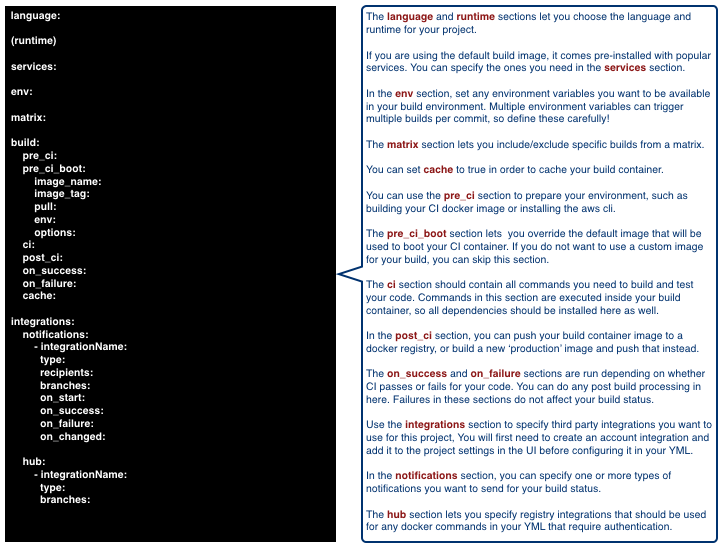 language:
(runtime)
services:
env:
matrix:
build:
pre_ci:
pre_ci_boot:
image_name:
image_tag:
pull:
env:
options:
ci:
post_ci:
on_success:
on_failure:
cache:
integrations:
notifications:
- integrationName:
type:
recipients:
branches:
on_start:
on_success:
on_failure:
on_changed:
hub:
- integrationName:
type:
branches:
The language and runtime sections let you choose the language and
runtime for your project.
If you are using the default build image, it comes pre-installed with popular
services. You can specify the ones you need in the services section.
In the env section, set any environment variables you want to be available
in your build environment. Multiple environment variables can trigger
multiple builds per commit, so define these carefully!
The matrix section lets you include/exclude specific builds from a matrix.
You can set cache to true in order to cache your build container.
You can use the pre_ci section to prepare your environment, such as
building your CI docker image or installing the aws cli.
The pre_ci_boot section lets you override the default image that will be
used to boot your CI container. If you do not want to use a custom image
for your build, you can skip this section.
The ci section should contain all commands you need to build and test
your code. Commands in this section are executed inside your build
container, so all dependencies should be installed here as well.
In the post_ci section, you can push your build container image to a
docker registry, or build a new ‘production’ image and push that instead.
The on_success and on_failure sections are run depending on whether
CI passes or fails for your code. You can do any post build processing in
here. Failures in these sections do not affect your build status.
Use the integrations section to specify third party integrations you want to
use for this project, You will first need to create an account integration and
add it to the project settings in the UI before configuring it in your YML.
In the notifications section, you can specify one or more types of
notifications you want to send for your build status.
The hub section lets you specify registry integrations that should be used
for any docker commands in your YML that require authentication.